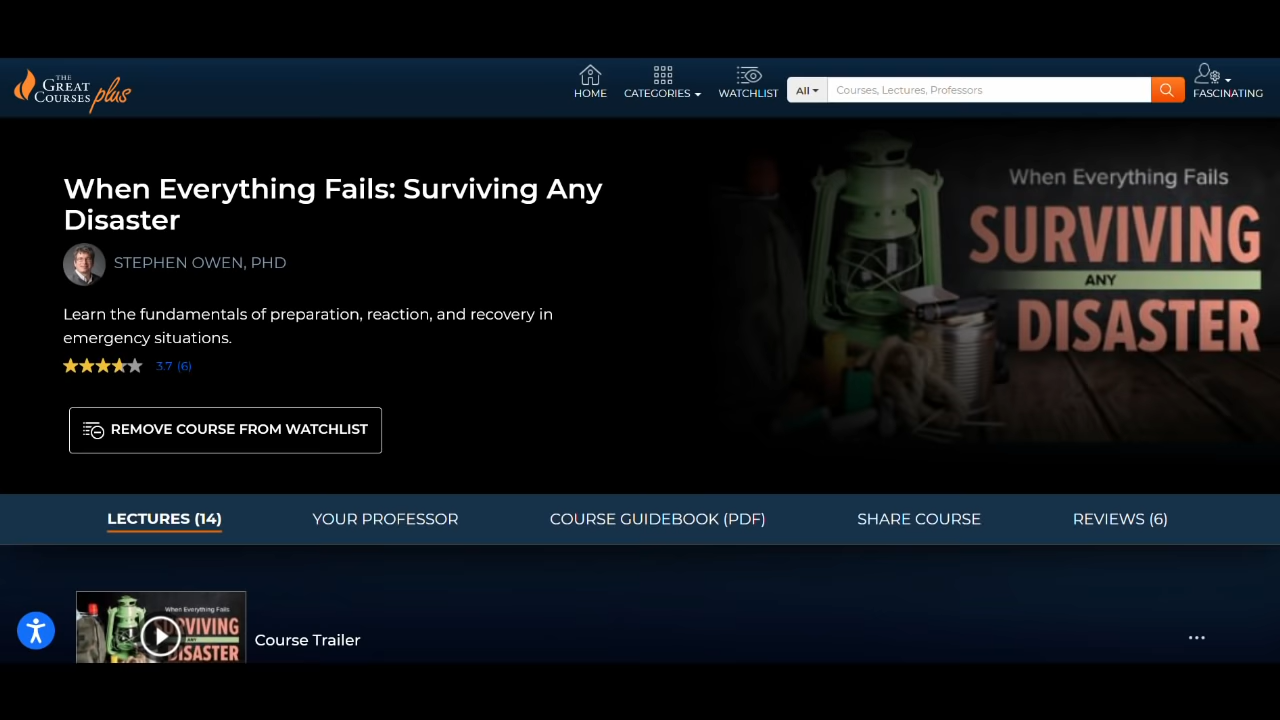 THE
GREAT
COURSES plus
HOME
CATEGORIES
WATCHLIST
All
Courses, Lectures, Professors
FASCINATING
When Everything Fails: Surviving Any
Disaster
STEPHEN OWEN, PHD
Learn the fundamentals of preparation, reaction, and recovery in
emergency situations.
3.7 (6)
REMOVE COURSE FROM WATCHLIST
When Everything Fails
SURVIVING
ANY
DISASTER
LECTURES (14)
YOUR PROFESSOR
COURSE GUIDEBOOK (PDF)
SHARE COURSE
REVIEWS (6)
When Everything Fails
SURVIVING
ANY
DISASTER
Course Trailer